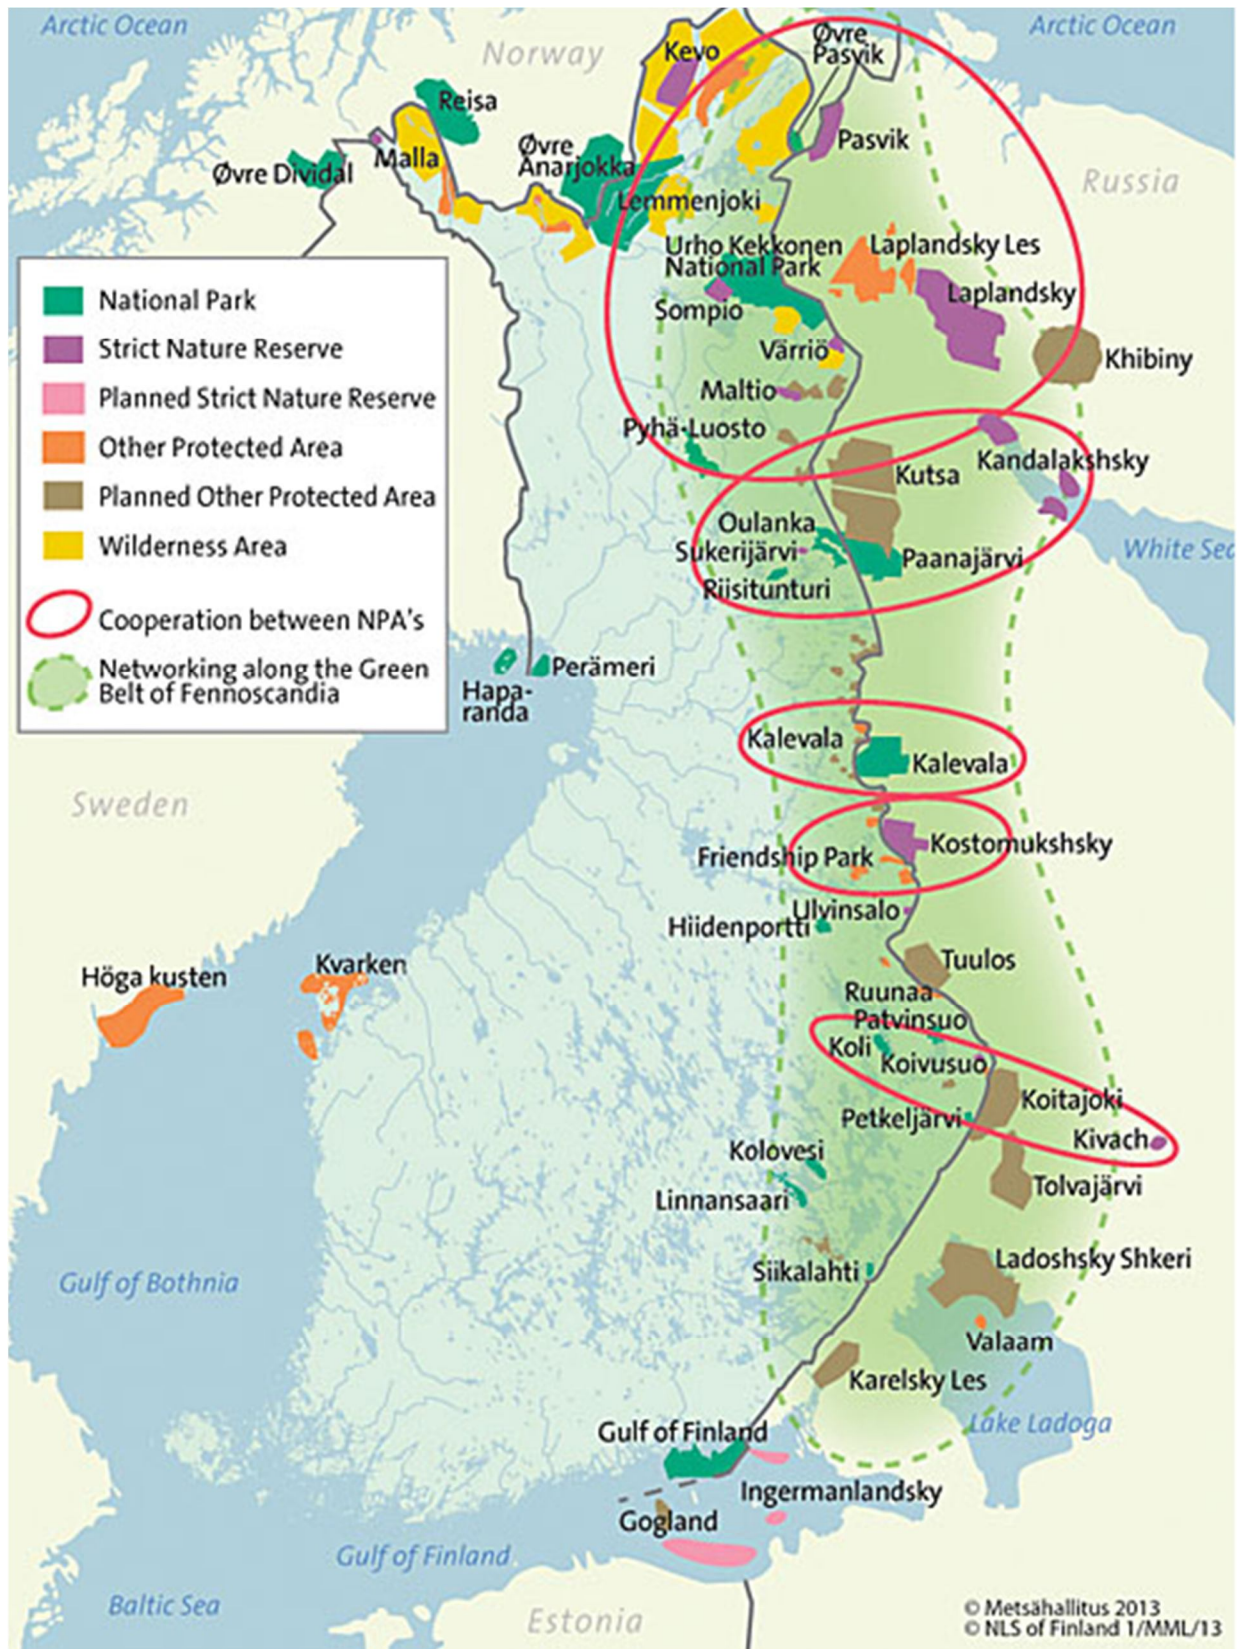 Arctic Ocean
Arctic Ocean
Norway
Kevo
Øvre
Pasvik
Reisa
Pasvik
Øvre
Anarjokka
Malla
Øvre Dividal
Russia
Lemmenjoki
Urho Kekkonen
National Park
Laplandsky Les
Laplandsky
Sompio
Värriö
Khibiny
Maltio
Pyhä-Luosto
Kandalakshsky
Kutsa
Oulanka
Sukerijärvi
Paanajärvi
Riisitunturi
White Sea
National Park
Strict Nature Reserve
Planned Strict Nature Reserve
Other Protected Area
Planned Other Protected Area
Wilderness Area
Cooperation between NPA's
Networking along the Green
Belt of Fennoscandia
Perämeri
Hapa-
randa
Kalevala
Kalevala
Sweden
Kostomukshsky
Friendship Park
Ulvinsalo
Hiidenportti
Tuulos
Kvarken
Höga kusten
Ruunaa
Patvinsuo
Koli
Koivusuo
Koitajoki
Petkeljärvi
Kivach
Kolovesi
Linnansaari
Tolvajärvi
Ladoshsky Shkeri
Siikalahti
Gulf of Bothnia
Valaam
Karelsky Les
Lake Ladoga
Gulf of Finland
Ingermanlandsky
Gogland
Gulf of Finland
Baltic Sea
Estonia
© Metsähallitus 2013
© NLS of Finland 1/MML/13